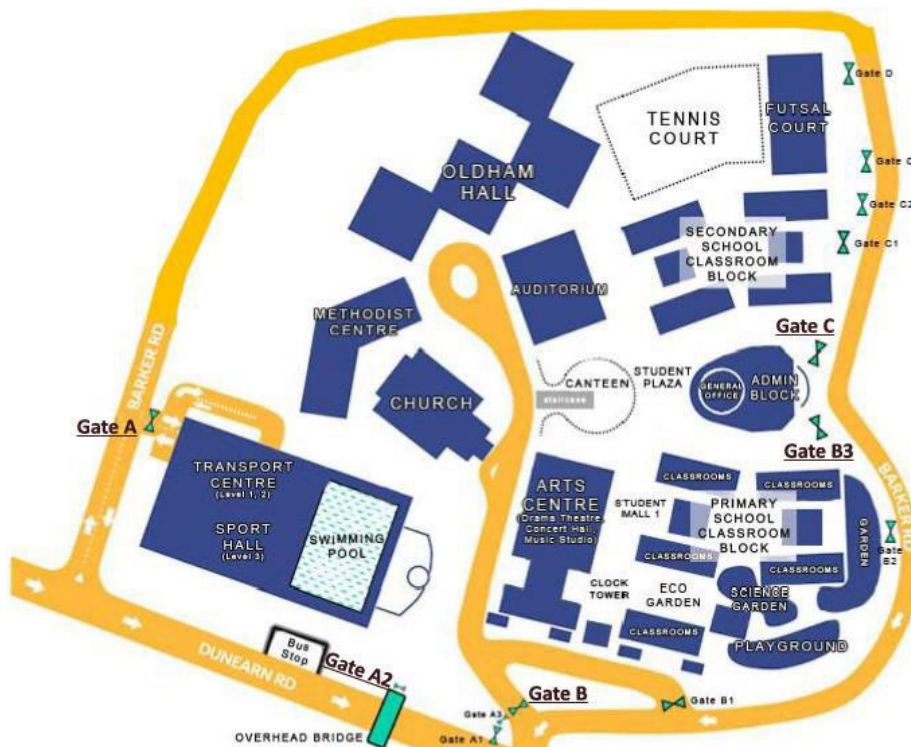 Gate D
TENNIS
COURT
FUTSAL
COURT
OLDHAM
HALL
Gate C2
SECONDARY
SCHOOL
CLASSROOM
BLOCK
Gate C1
AUDITORIUM
METHODIST
CENTRE
BARKER RD
Gate C
CANTEEN
staircase
STUDENT
PLAZA
GENERAL
OFFICE
ADMIN
BLOCK
CHURCH
Gate A
Gate B3
TRANSPORT
CENTRE
(Level 1, 2)
SPORT
HALL
(Level 3)
SWIMMING
POOL
ARTS
CENTRE
(Drama Theatre,
Concert Hall,
Music Studio)
CLASSROOMS
CLASSROOMS
STUDENT
MALL 1
PRIMARY
SCHOOL
CLASSROOM
BLOCK
BARKER RD
GARDEN
Gate
B2
CLASSROOMS
CLASSROOMS
CLOCK
TOWER
ECO
GARDEN
SCIENCE
GARDEN
CLASSROOMS
PLAYGROUND
Bus
Stop
DUNEARN RD
Gate A2
Gate B
Gate B1
Gate A3
Gate A1
OVERHEAD BRIDGE